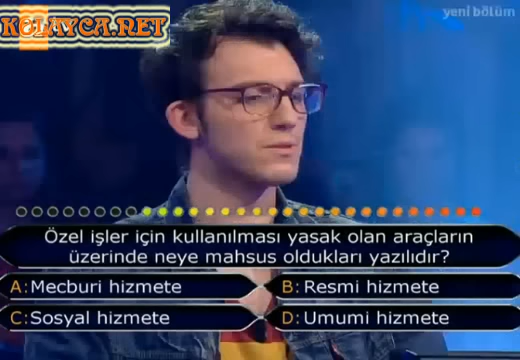 KOLAYCA.NET
yeni bölüm
Özel işler için kullanılması yasak olan araçların
üzerinde neye mahsus oldukları yazılıdır?
A: Mecburi hizmete
B: Resmi hizmete
C: Sosyal hizmete
D: Umumi hizmete